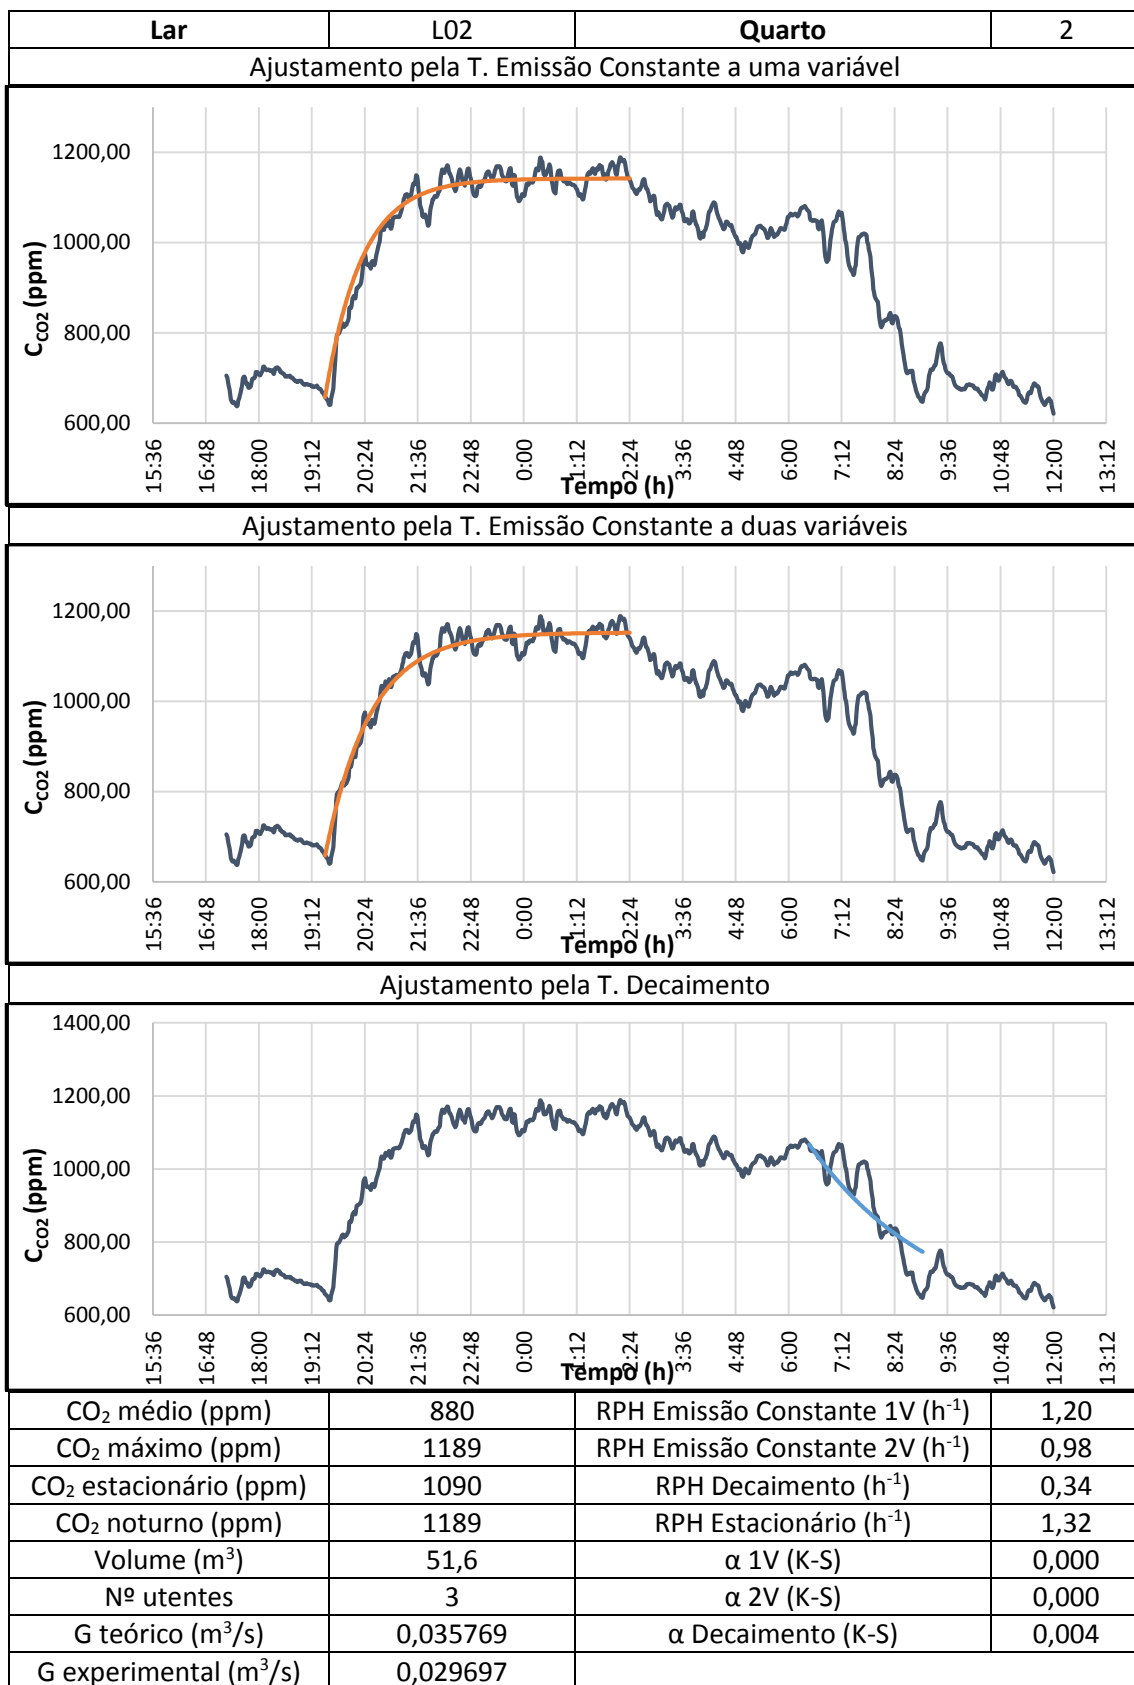 Lar L02 Quarto 2
Ajustamento pela T. Emissão Constante a uma variável
1200,00
1000,00
800,00
600,00
C_CO2 (ppm)
15:36 16:48 18:00 19:12 20:24 21:36 22:48 0:00 1:12 2:24 3:36 4:48 6:00 7:12 8:24 9:36 10:48 12:00 13:12
Tempo (h)
Ajustamento pela T. Emissão Constante a duas variáveis
1200,00
1000,00
800,00
600,00
C_CO2 (ppm)
15:36 16:48 18:00 19:12 20:24 21:36 22:48 0:00 1:12 2:24 3:36 4:48 6:00 7:12 8:24 9:36 10:48 12:00 13:12
Tempo (h)
Ajustamento pela T. Decaimento
1400,00
1200,00
1000,00
800,00
600,00
C_CO2 (ppm)
15:36 16:48 18:00 19:12 20:24 21:36 22:48 0:00 1:12 2:24 3:36 4:48 6:00 7:12 8:24 9:36 10:48 12:00 13:12
Tempo (h)
CO₂ médio (ppm) 880 RPH Emissão Constante 1V (h⁻¹) 1,20
CO₂ máximo (ppm) 1189 RPH Emissão Constante 2V (h⁻¹) 0,98
CO₂ estacionário (ppm) 1090 RPH Decaimento (h⁻¹) 0,34
CO₂ noturno (ppm) 1189 RPH Estacionário (h⁻¹) 1,32
Volume (m³) 51,6 α 1V (K-S) 0,000
Nº utentes 3 α 2V (K-S) 0,000
G teórico (m³/s) 0,035769 α Decaimento (K-S) 0,004
G experimental (m³/s) 0,029697